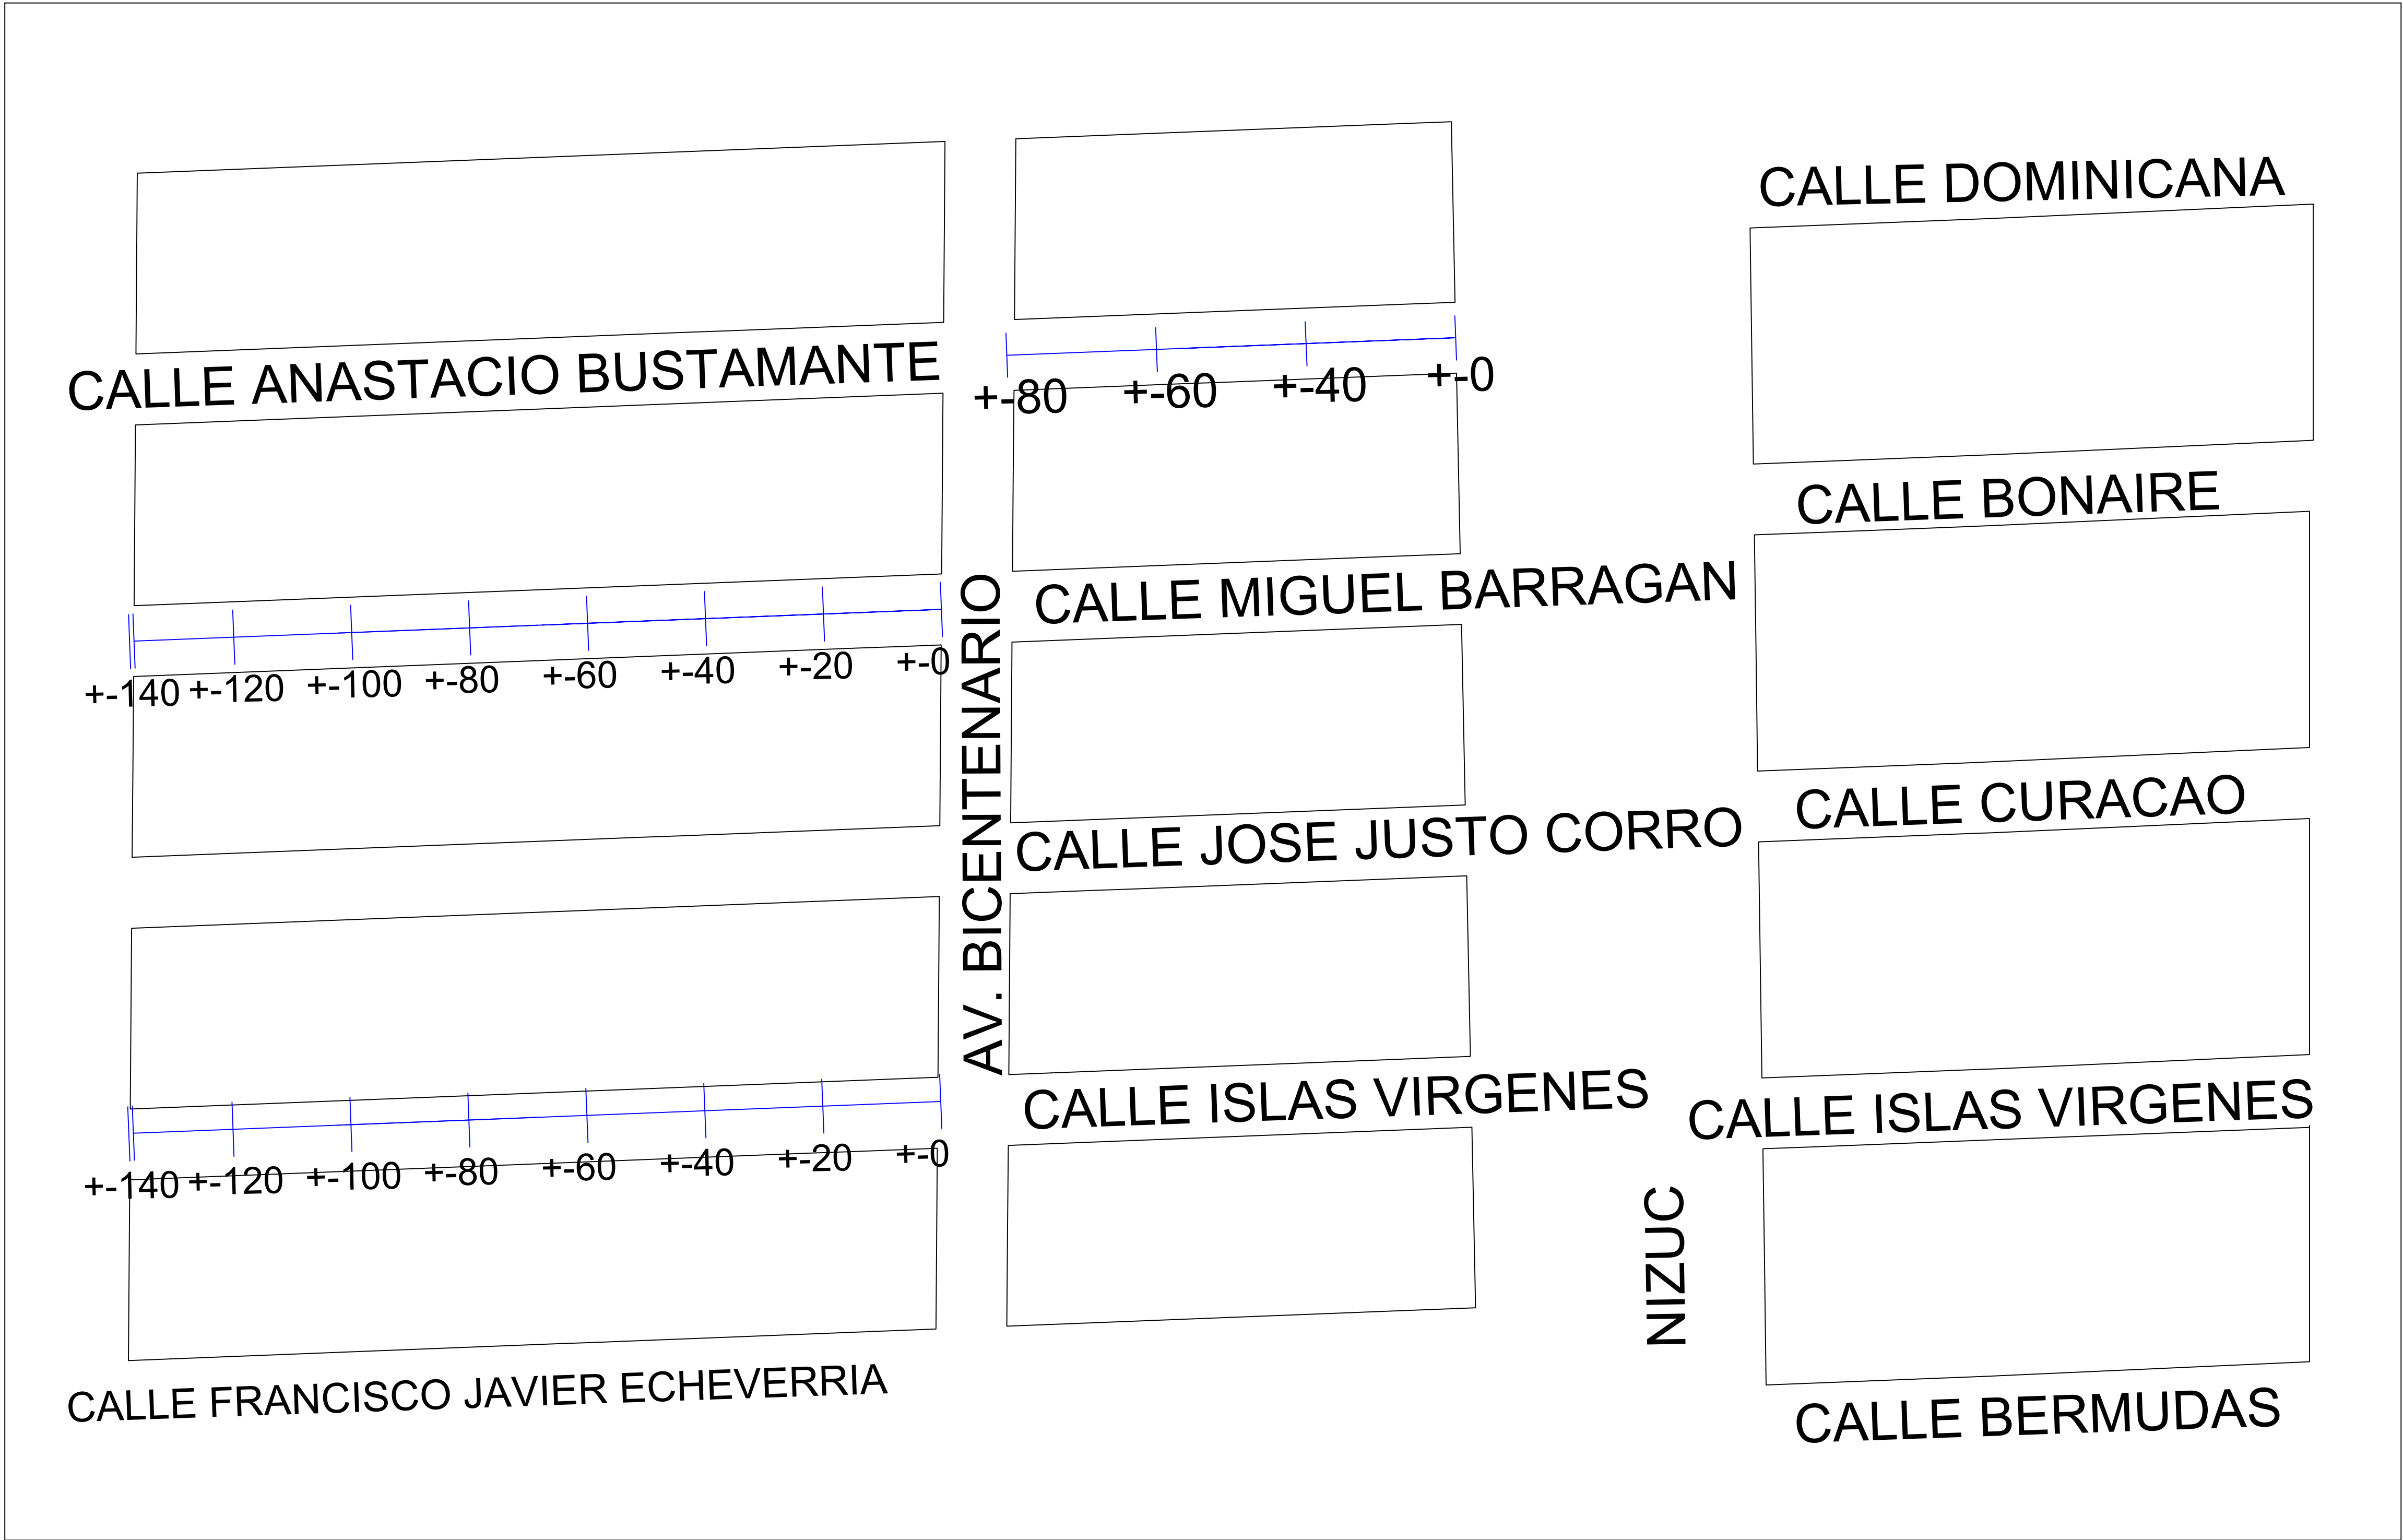 CALLE DOMINICANA
CALLE ANASTACIO BUSTAMANTE
+-80 +-60 +-40 +-0
CALLE BONAIRE
CALLE MIGUEL BARRAGAN
+-140 +-120 +-100 +-80 +-60 +-40 +-20 +-0
AV. BICENTENARIO
CALLE CURACAO
CALLE JOSE JUSTO CORRO
CALLE ISLAS VIRGENES
CALLE ISLAS VIRGENES
+-140 +-120 +-100 +-80 +-60 +-40 +-20 +-0
NIZUC
CALLE FRANCISCO JAVIER ECHEVERRIA
CALLE BERMUDAS